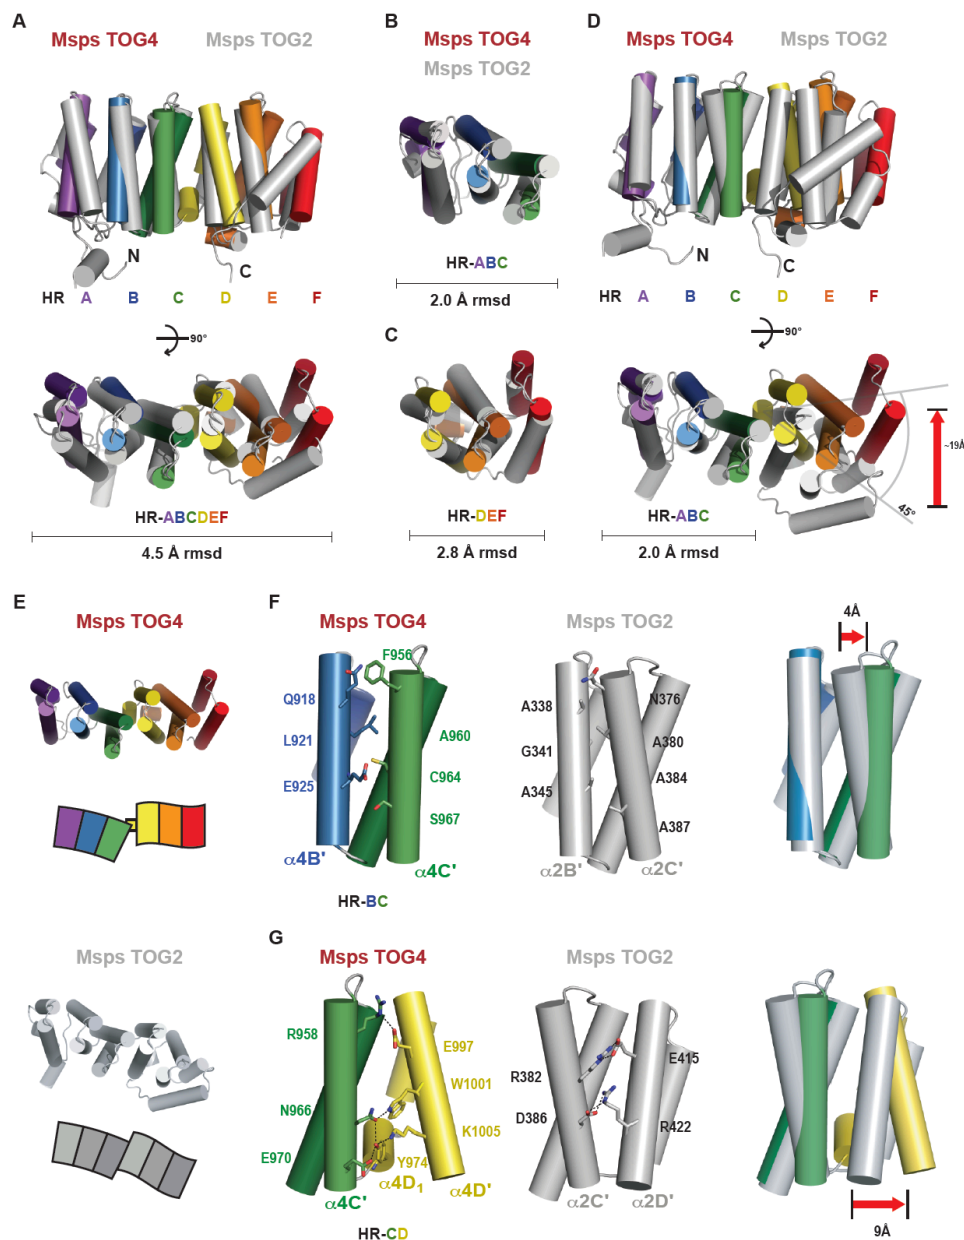 A
Msps TOG4 Msps TOG2
N
C
HR A B C D E F
90°
HR-ABCDEF
4.5 Å rmsd
B
Msps TOG4
Msps TOG2
HR-ABC
2.0 Å rmsd
C
HR-DEF
2.8 Å rmsd
D
Msps TOG4 Msps TOG2
N
C
HR A B C D E F
90°
~19Å
45°
HR-ABC
2.0 Å rmsd
E
Msps TOG4
Msps TOG2
F
Msps TOG4 Msps TOG2
F956
Q918
L921
E925
A960
C964
S967
α4B' α4C'
HR-BC
A338
G341
A345
N376
A380
A384
A387
α2B' α2C'
4Å
G
Msps TOG4 Msps TOG2
R958
N966
E970
E997
W1001
K1005
Y974
α4C' α4D₁ α4D'
HR-CD
R382
D386
E415
R422
α2C' α2D'
9Å